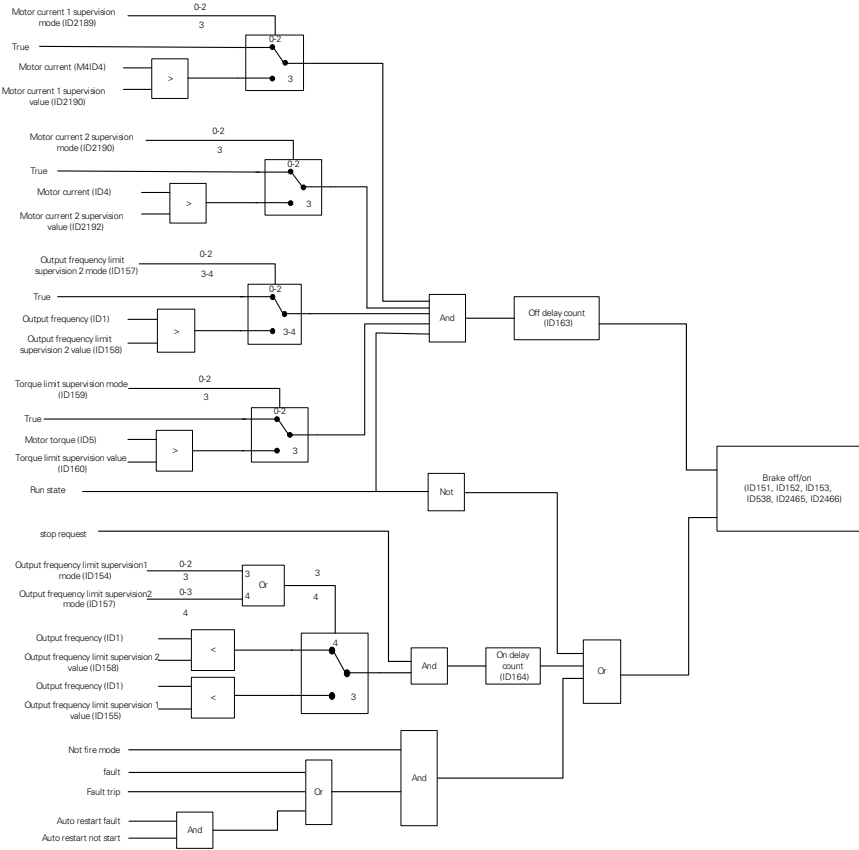 Motor current 1 supervision
mode (ID2189)
0-2
3
True
0-2
Motor current (M4ID4)
>
3
Motor current 1 supervision
value (ID2190)
Motor current 2 supervision
mode (ID2190)
0-2
3
True
0-2
Motor current (ID4)
>
3
Motor current 2 supervision
value (ID2192)
Output frequency limit
supervision 2 mode (ID157)
0-2
3-4
True
0-2
Output frequency (ID1)
>
3-4
Output frequency limit
supervision 2 value (ID158)
And
Off delay count
(ID163)
Torque limit supervision mode
(ID159)
0-2
3
True
0-2
Motor torque (ID5)
>
3
Torque limit supervision value
(ID160)
Run state
Not
Brake off/on
(ID151, ID152, ID153,
ID538, ID2465, ID2466)
stop request
Output frequency limit supervision1
mode (ID154)
0-2
3
3
Or
3
4
Output frequency limit supervision2
mode (ID157)
0-3
4
4
Output frequency (ID1)
<
4
Output frequency limit supervision 2
value (ID158)
Output frequency (ID1)
<
3
Output frequency limit supervision 1
value (ID155)
And
On delay
count
(ID164)
Or
Not fire mode
fault
Fault trip
Or
And
Auto restart fault
And
Auto restart not start